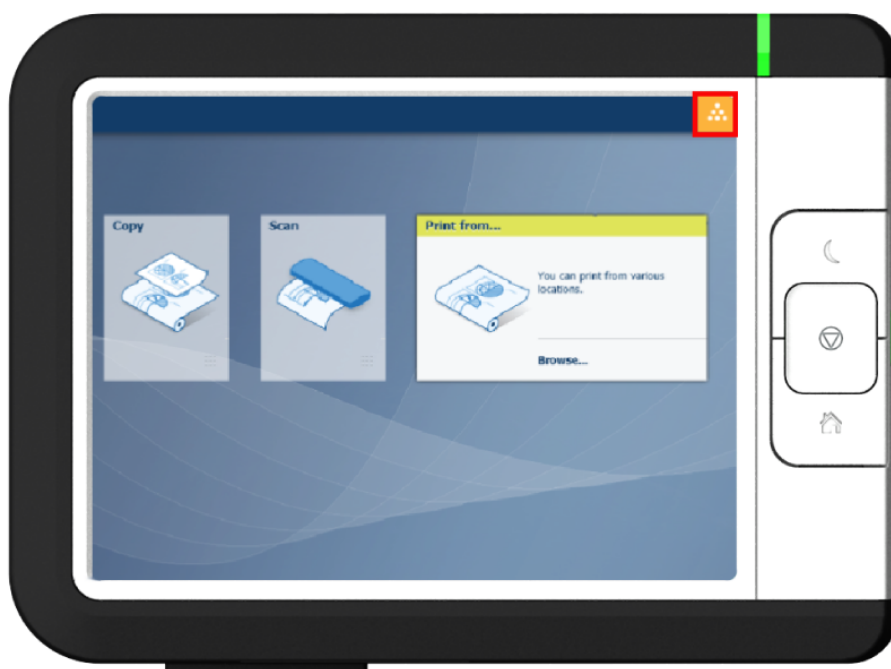 Copy
Scan
Print from...
You can print from various
locations.
Browse...